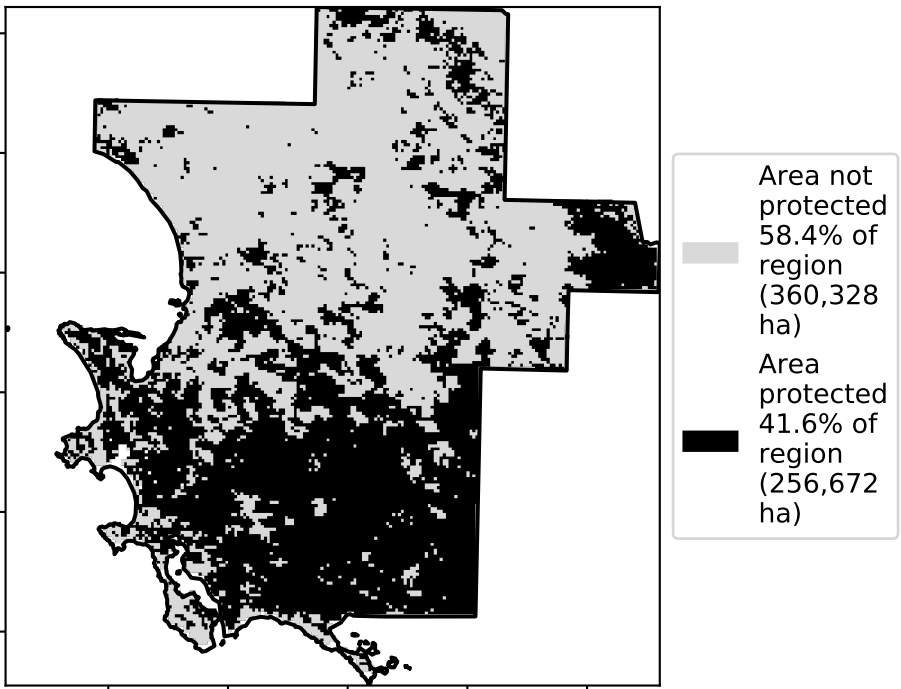 Area not
protected
58.4% of
region
(360,328
ha)
Area
protected
41.6% of
region
(256,672
ha)